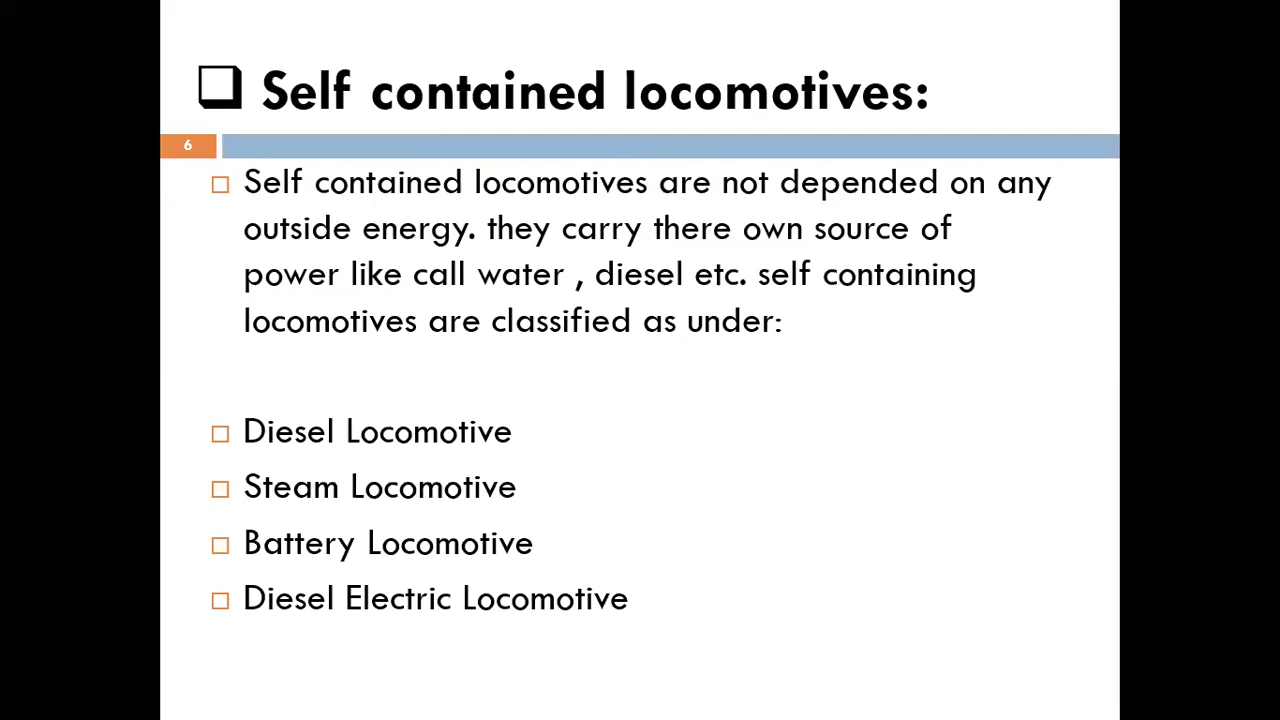 Self contained locomotives:
6
Self contained locomotives are not depended on any
outside energy. they carry there own source of
power like call water , diesel etc. self containing
locomotives are classified as under:
Diesel Locomotive
Steam Locomotive
Battery Locomotive
Diesel Electric Locomotive